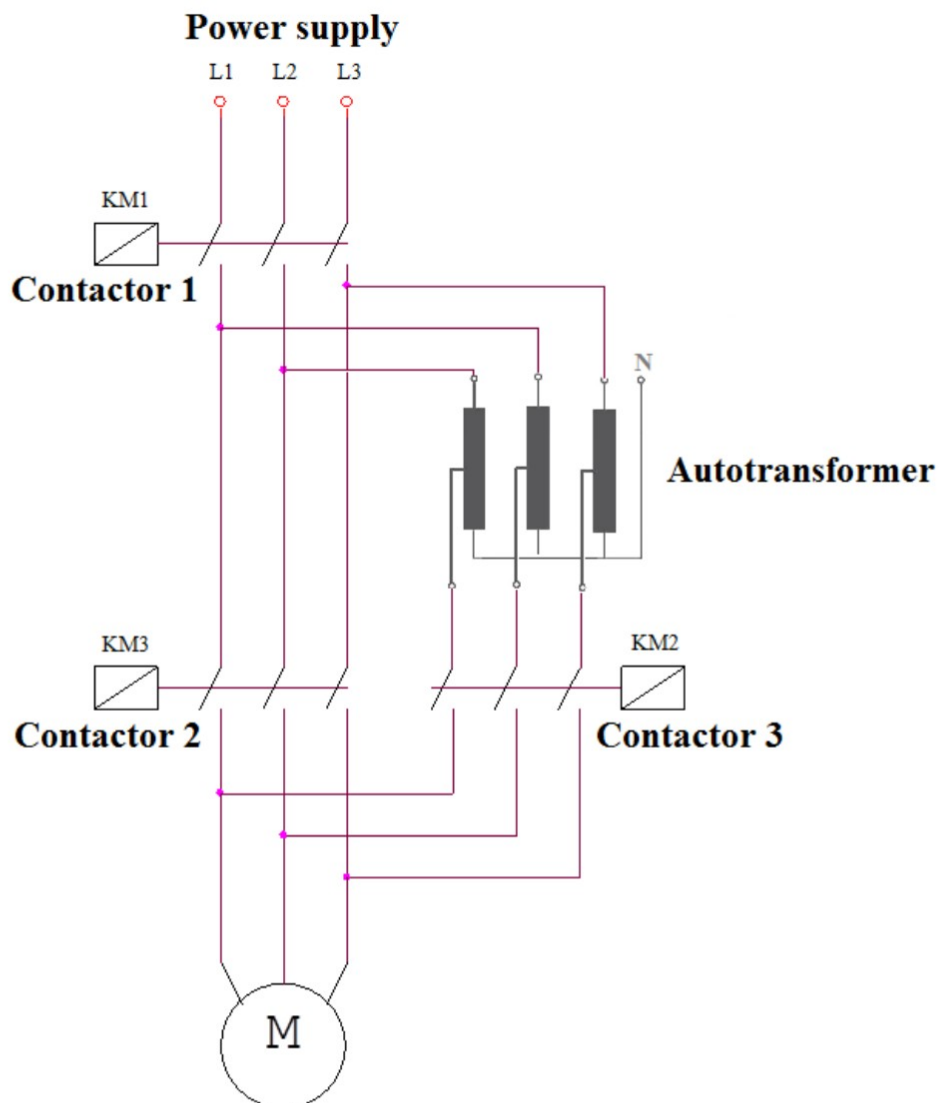 Power supply
L1 L2 L3
KM1
Contactor 1
N
Autotransformer
KM3 KM2
Contactor 2 Contactor 3
M